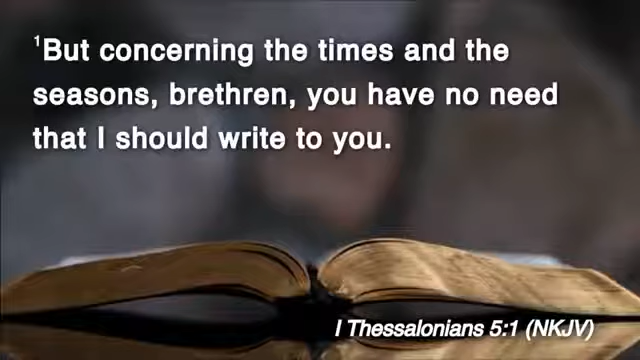 ¹But concerning the times and the
seasons, brethren, you have no need
that I should write to you.
I Thessalonians 5:1 (NKJV)